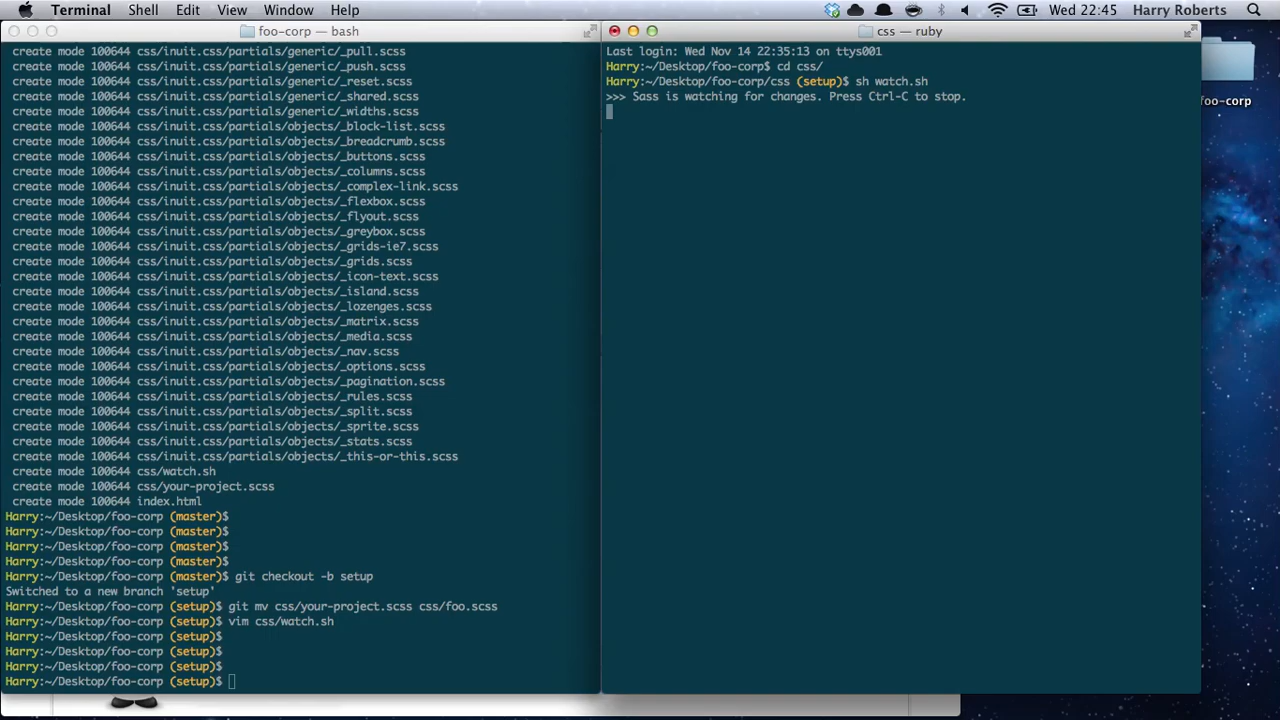 Terminal Shell Edit View Window Help
Wed 22:45 Harry Roberts
foo-corp — bash
create mode 100644 css/inuit.css/partials/generic/_pull.scss
create mode 100644 css/inuit.css/partials/generic/_push.scss
create mode 100644 css/inuit.css/partials/generic/_reset.scss
create mode 100644 css/inuit.css/partials/generic/_shared.scss
create mode 100644 css/inuit.css/partials/generic/_widths.scss
create mode 100644 css/inuit.css/partials/objects/_block-list.scss
create mode 100644 css/inuit.css/partials/objects/_breadcrumb.scss
create mode 100644 css/inuit.css/partials/objects/_buttons.scss
create mode 100644 css/inuit.css/partials/objects/_columns.scss
create mode 100644 css/inuit.css/partials/objects/_complex-link.scss
create mode 100644 css/inuit.css/partials/objects/_flexbox.scss
create mode 100644 css/inuit.css/partials/objects/_flyout.scss
create mode 100644 css/inuit.css/partials/objects/_greybox.scss
create mode 100644 css/inuit.css/partials/objects/_grids-ie7.scss
create mode 100644 css/inuit.css/partials/objects/_grids.scss
create mode 100644 css/inuit.css/partials/objects/_icon-text.scss
create mode 100644 css/inuit.css/partials/objects/_island.scss
create mode 100644 css/inuit.css/partials/objects/_lozenges.scss
create mode 100644 css/inuit.css/partials/objects/_matrix.scss
create mode 100644 css/inuit.css/partials/objects/_media.scss
create mode 100644 css/inuit.css/partials/objects/_nav.scss
create mode 100644 css/inuit.css/partials/objects/_options.scss
create mode 100644 css/inuit.css/partials/objects/_pagination.scss
create mode 100644 css/inuit.css/partials/objects/_rules.scss
create mode 100644 css/inuit.css/partials/objects/_split.scss
create mode 100644 css/inuit.css/partials/objects/_sprite.scss
create mode 100644 css/inuit.css/partials/objects/_stats.scss
create mode 100644 css/inuit.css/partials/objects/_this-or-this.scss
create mode 100644 css/watch.sh
create mode 100644 css/your-project.scss
create mode 100644 index.html
Harry:~/Desktop/foo-corp (master)$
Harry:~/Desktop/foo-corp (master)$
Harry:~/Desktop/foo-corp (master)$
Harry:~/Desktop/foo-corp (master)$
Harry:~/Desktop/foo-corp (master)$ git checkout -b setup
Switched to a new branch 'setup'
Harry:~/Desktop/foo-corp (setup)$ git mv css/your-project.scss css/foo.scss
Harry:~/Desktop/foo-corp (setup)$ vim css/watch.sh
Harry:~/Desktop/foo-corp (setup)$
Harry:~/Desktop/foo-corp (setup)$
Harry:~/Desktop/foo-corp (setup)$
Harry:~/Desktop/foo-corp (setup)$
css — ruby
Last login: Wed Nov 14 22:35:13 on ttys001
Harry:~/Desktop/foo-corp$ cd css/
Harry:~/Desktop/foo-corp/css (setup)$ sh watch.sh
>>> Sass is watching for changes. Press Ctrl-C to stop.
foo-corp